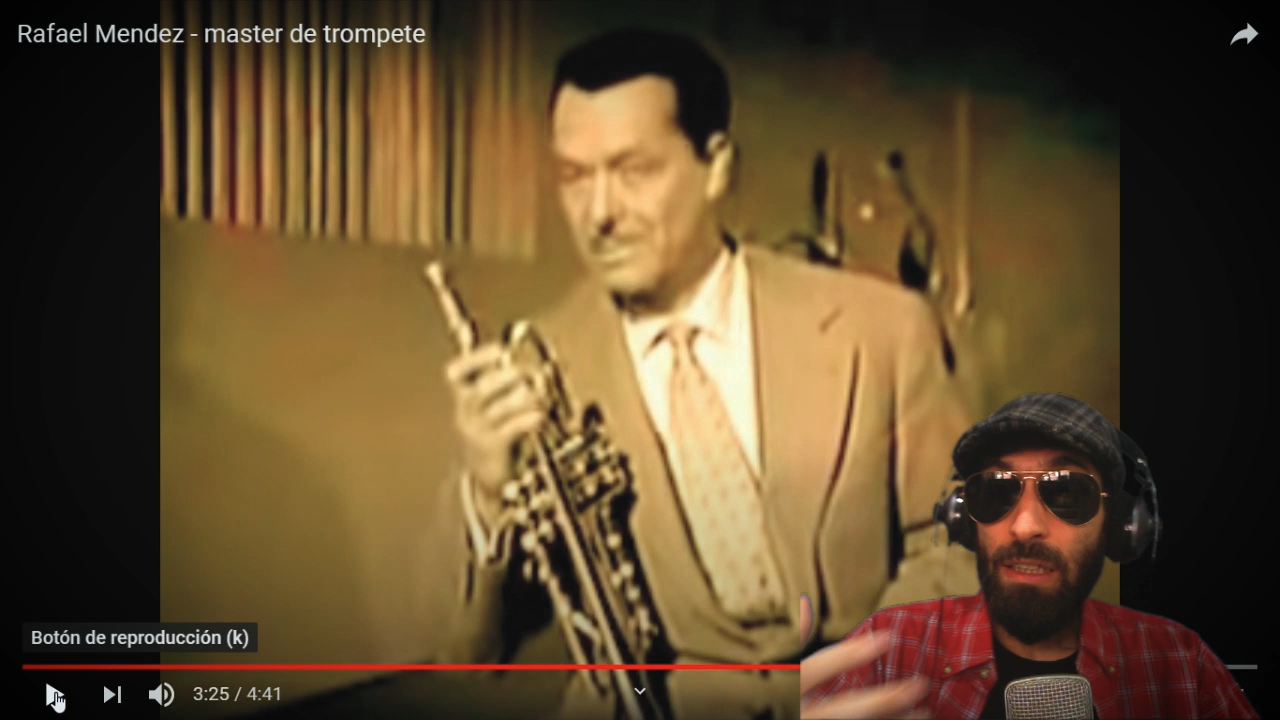 Rafael Mendez - master de trompete
Botón de reproducción (k)
3:25 / 4:41